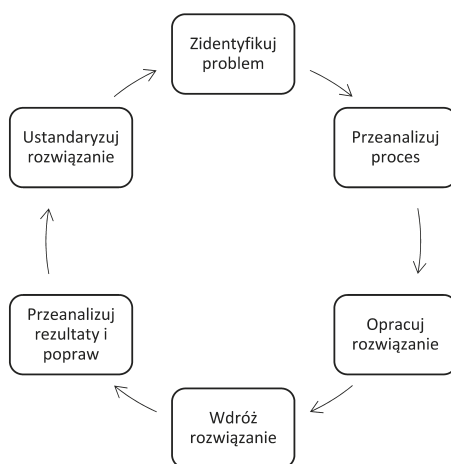 Zidentyfikuj
problem
Przeanalizuj
proces
Opracuj
rozwiązanie
Wdróż
rozwiązanie
Przeanalizuj
rezultaty i
popraw
Ustandaryzuj
rozwiązanie